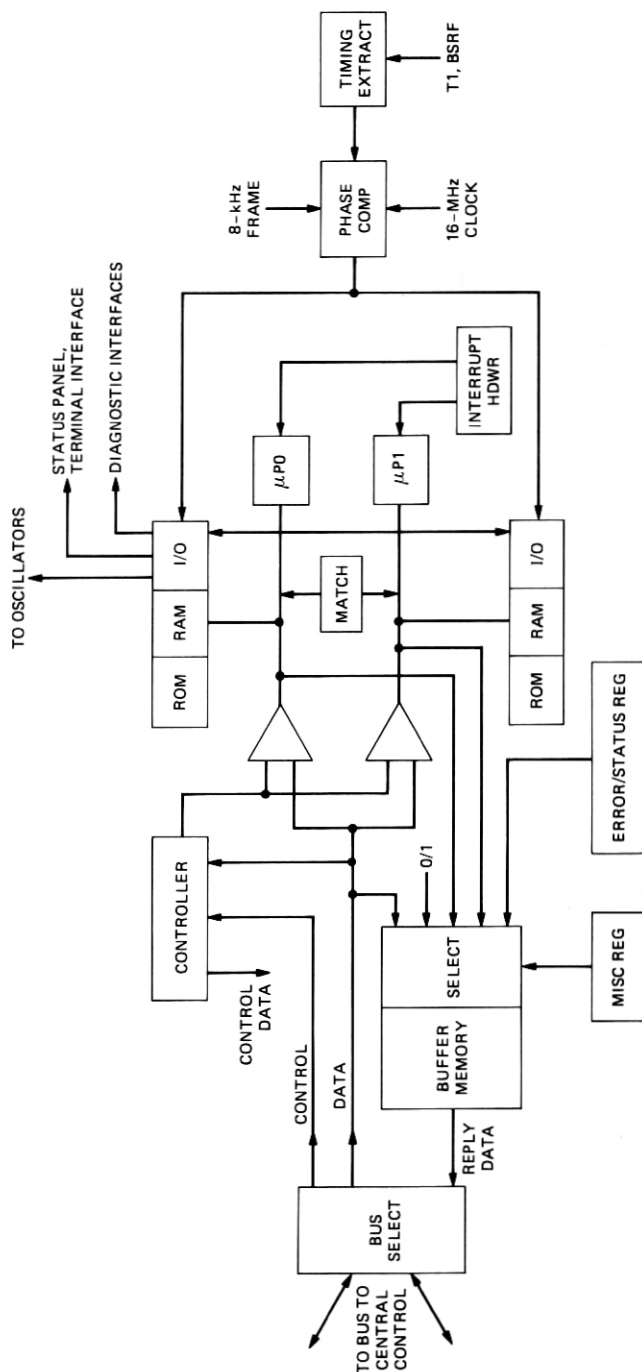 TO OSCILLATORS
STATUS PANEL,
TERMINAL INTERFACE
DIAGNOSTIC INTERFACES
8-kHz
FRAME
16-MHz
CLOCK
PHASE
COMP
TIMING
EXTRACT
T1, BSRF
ROM
RAM
I/O
μP0
μP1
MATCH
INTERRUPT
HDWR
ROM
RAM
I/O
CONTROLLER
CONTROL
DATA
CONTROL
DATA
0/1
SELECT
BUFFER
MEMORY
REPLY
DATA
BUS
SELECT
TO BUS TO
CENTRAL
CONTROL
MISC REG
ERROR/STATUS REG